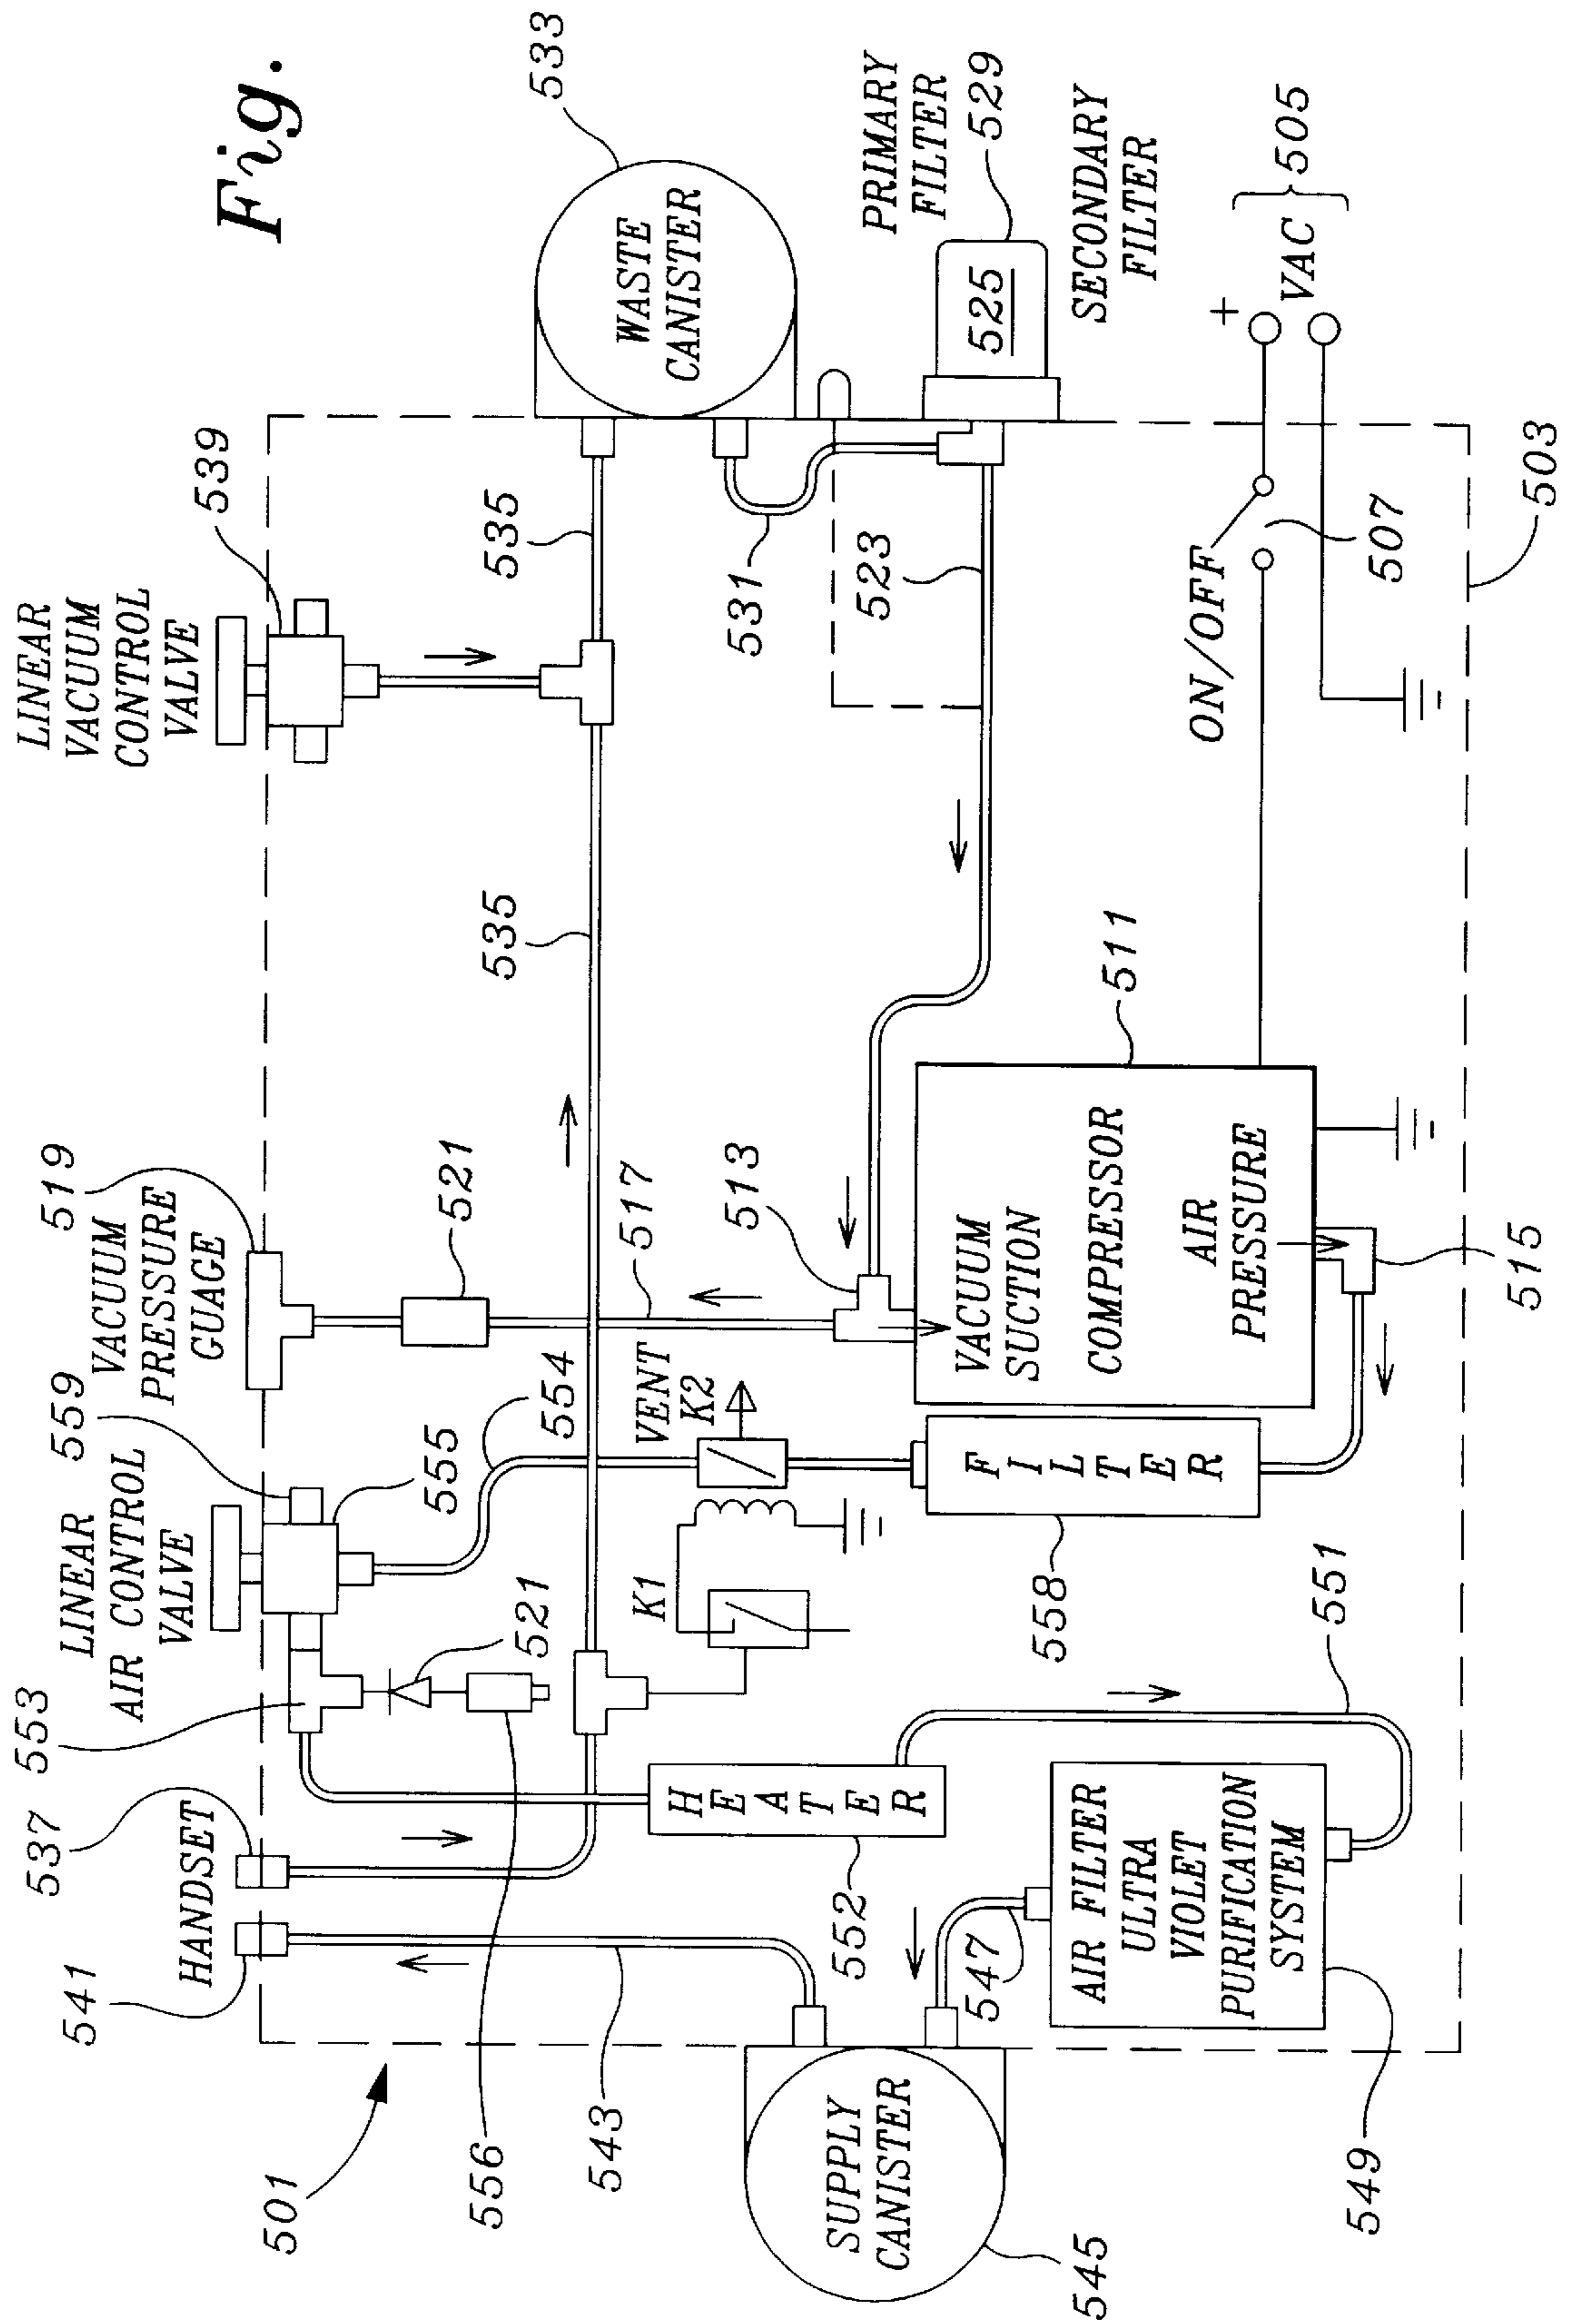 Fig.
LINEAR
VACUUM
CONTROL
VALVE
539
533
WASTE
CANISTER
535
535
531
PRIMARY
FILTER
529
525
SECONDARY
FILTER
523
+
VAC
505
ON/OFF
507
503
519
VACUUM
PRESSURE
GUAGE
521
517
513
511
VACUUM
SUCTION
COMPRESSOR
AIR
PRESSURE
515
559
LINEAR
AIR CONTROL
VALVE
555
554
VENT
K2
K1
FILTER
558
553
521
556
537
HANDSET
541
HEATER
552
551
543
547
AIR FILTER
ULTRA
VIOLET
PURIFICATION
SYSTEM
549
501
SUPPLY
CANISTER
545